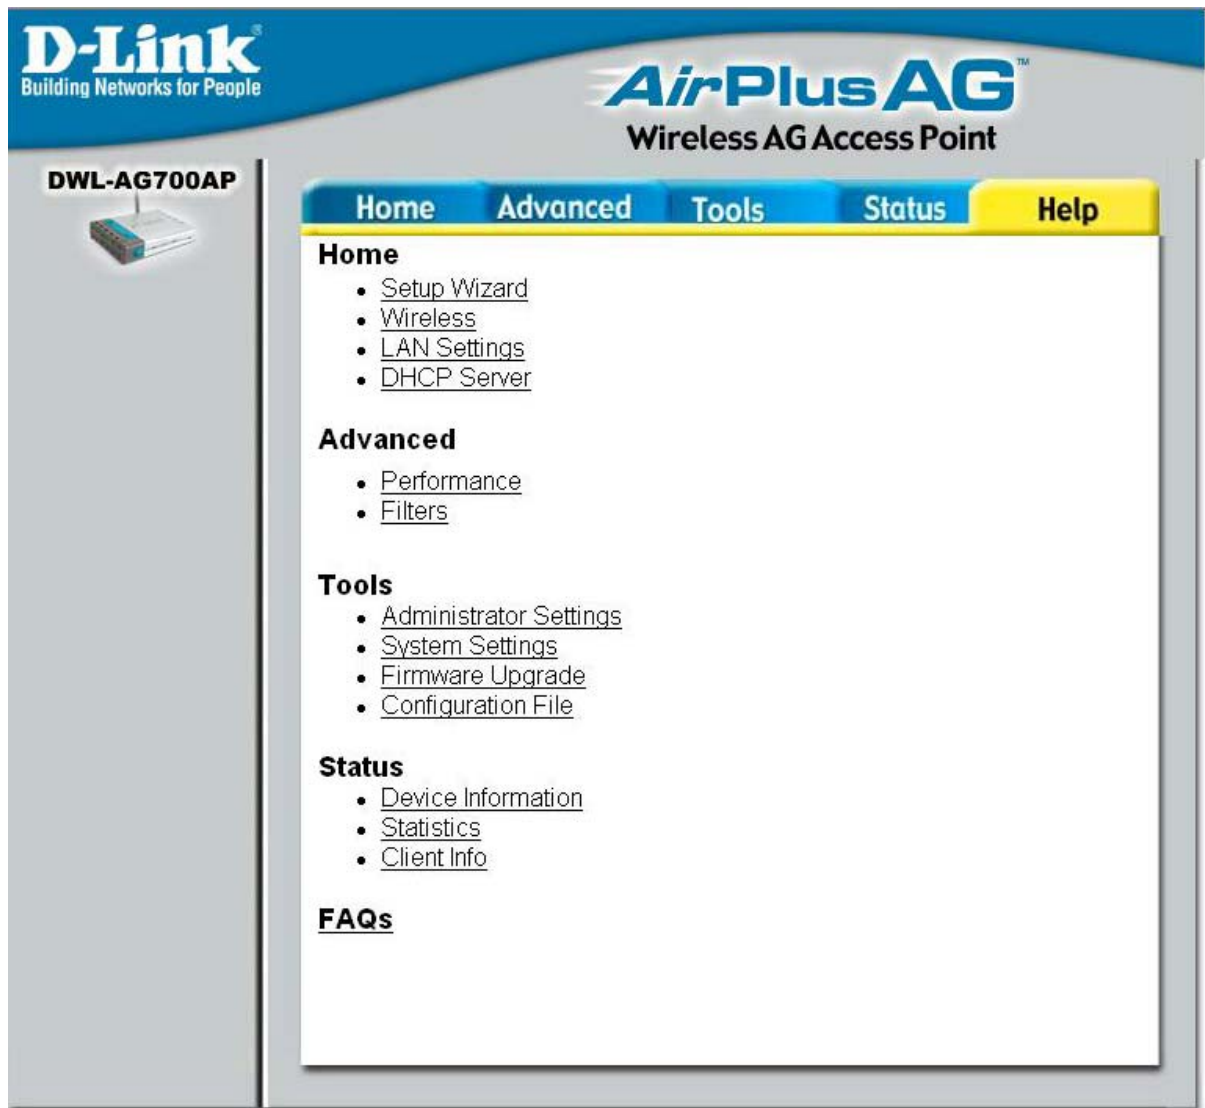 D-Link®
Building Networks for People
AirPlus AG™
Wireless AG Access Point
DWL-AG700AP
Home Advanced Tools Status Help
Home
• Setup Wizard
• Wireless
• LAN Settings
• DHCP Server
Advanced
• Performance
• Filters
Tools
• Administrator Settings
• System Settings
• Firmware Upgrade
• Configuration File
Status
• Device Information
• Statistics
• Client Info
FAQs